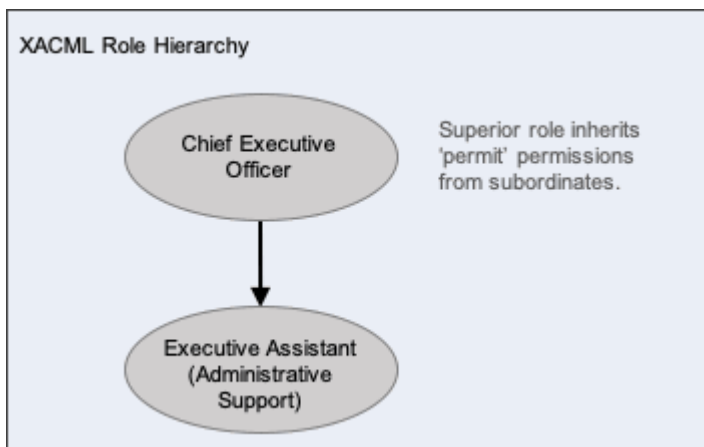 XACML Role Hierarchy
Chief Executive
Officer
Superior role inherits
'permit' permissions
from subordinates.
Executive Assistant
(Administrative
Support)